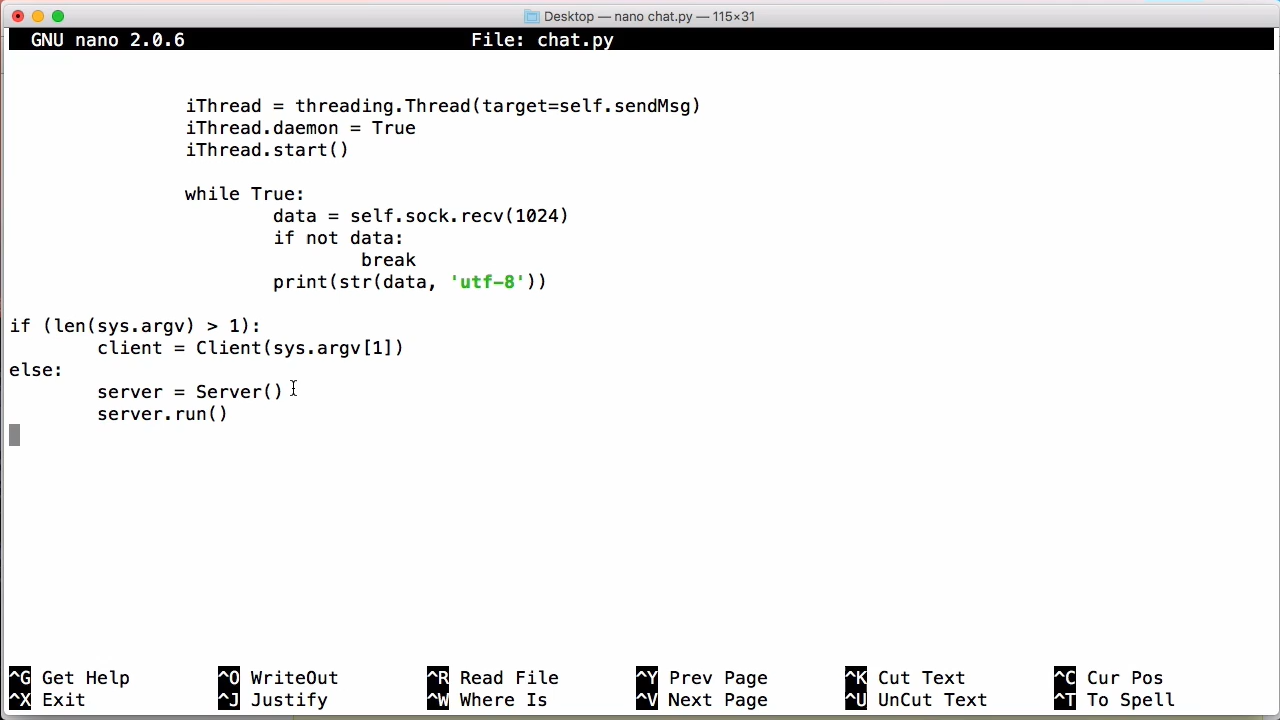 Desktop — nano chat.py — 115×31
GNU nano 2.0.6 File: chat.py
iThread = threading.Thread(target=self.sendMsg)
iThread.daemon = True
iThread.start()
while True:
data = self.sock.recv(1024)
if not data:
break
print(str(data, 'utf-8'))
if (len(sys.argv) > 1):
client = Client(sys.argv[1])
else:
server = Server()
server.run()
^G Get Help ^O WriteOut ^R Read File ^Y Prev Page ^K Cut Text ^C Cur Pos
^X Exit ^J Justify ^W Where Is ^V Next Page ^U UnCut Text ^T To Spell